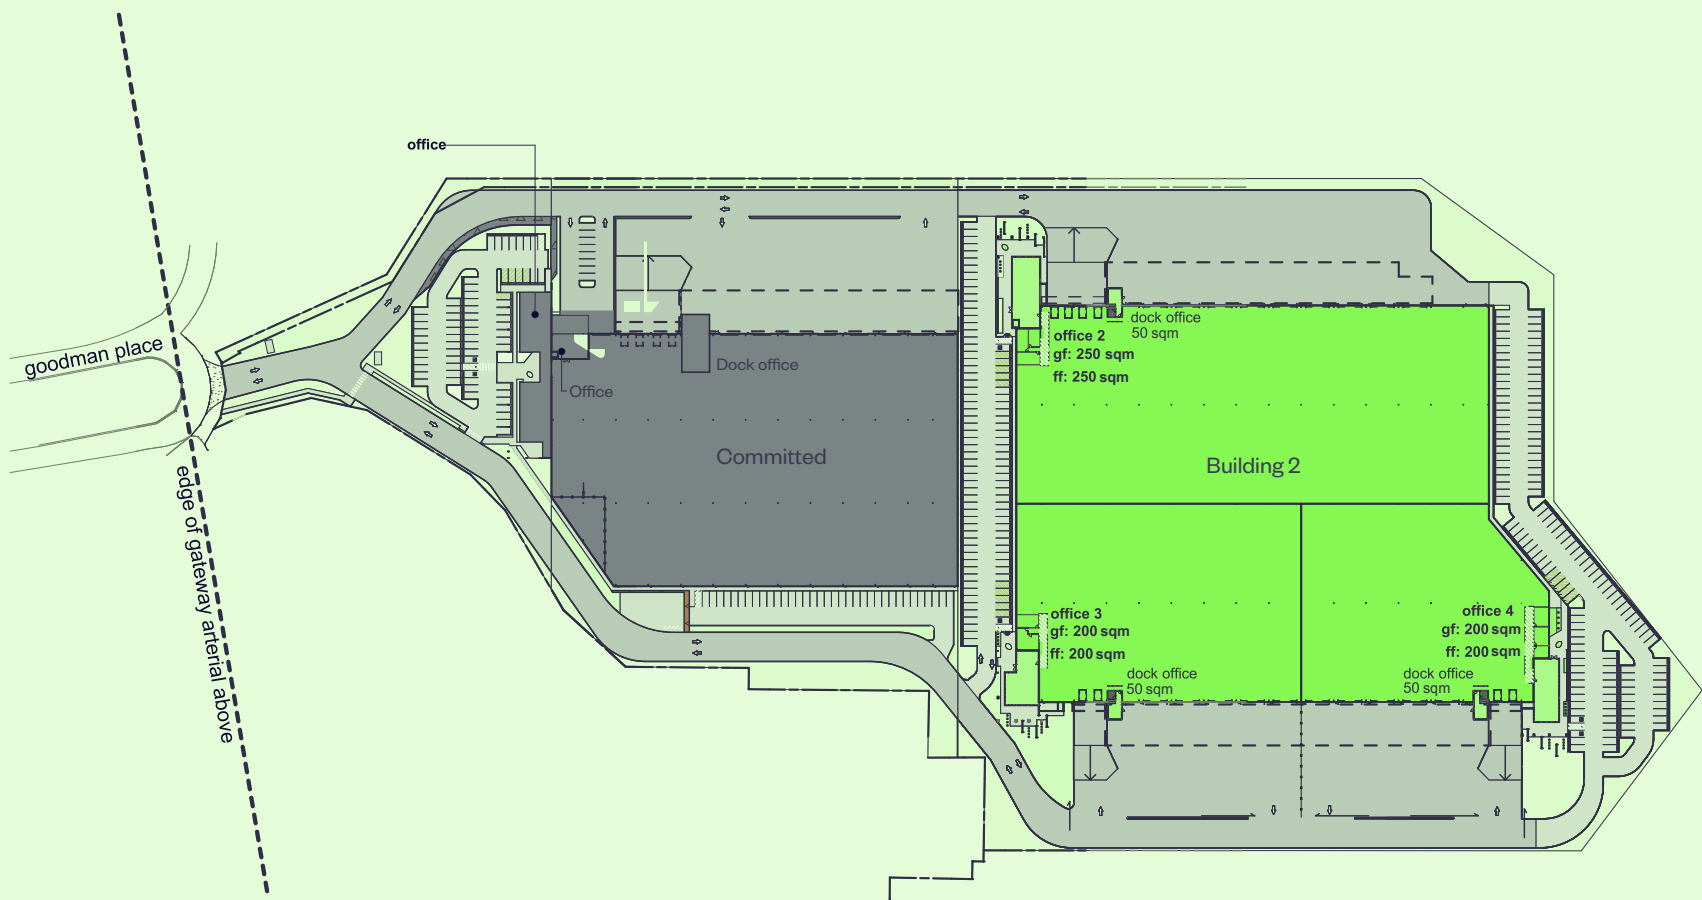 office
goodman place
dock office
50 sqm
office 2
gf: 250 sqm
ff: 250 sqm
Dock office
Office
Committed
Building 2
edge of gateway arterial above
office 3
gf: 200 sqm
ff: 200 sqm
office 4
gf: 200 sqm
ff: 200 sqm
dock office
50 sqm
dock office
50 sqm